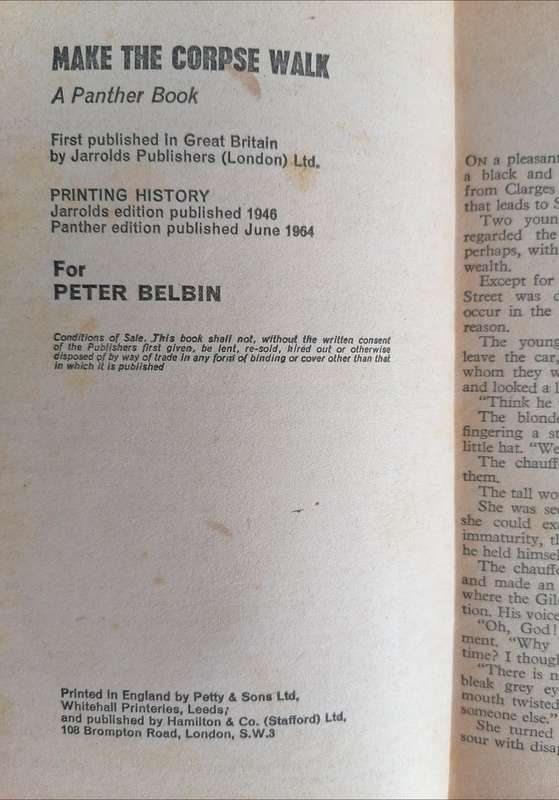 MAKE THE CORPSE WALK
A Panther Book
First published in Great Britain
by Jarrolds Publishers (London) Ltd.
PRINTING HISTORY
Jarrolds edition published 1946
Panther edition published June 1964
For
PETER BELBIN
Conditions of Sale. This book shall not, without the written consent
of the Publishers first given, be lent, re-sold, hired out or otherwise
disposed of by way of trade in any form of binding or cover other than that
in which it is published
Printed in England by Petty & Sons Ltd,
Whitehall Printeries, Leeds;
and published by Hamilton & Co. (Stafford) Ltd,
108 Brompton Road, London, S.W.3
ON a pleasant
a black and
from Clarges
that leads to S
Two youn
regarded the
perhaps, with
wealth.
Except for
Street was d
occur in the
reason.
The young
leave the car,
whom they w
and looked a l
"Think he
The blonde
fingering a st
little hat. "We
The chauff
them.
The tall wo
She was see
she could ex
immaturity, th
he held himsel
The chauffe
and made an
where the Gil
tion. His voice
"Oh, God!
ment. "Why
time? I though
"There is n
bleak grey ey
mouth twisted
someone else."
She turned
sour with disap